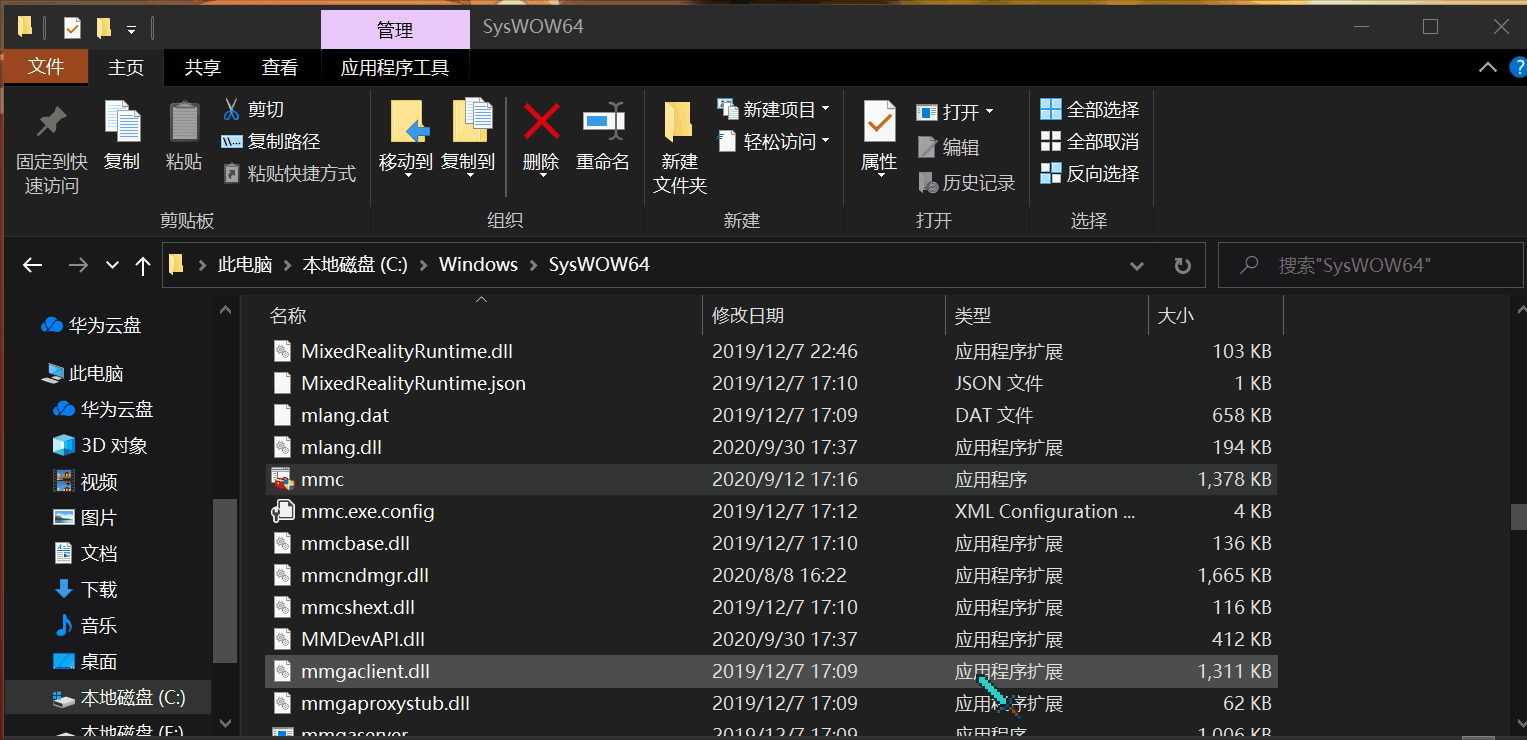 管理
SysWOW64
文件
主页
共享
查看
应用程序工具
?
固定到快
速访问
复制
粘贴
剪切
复制路径
粘贴快捷方式
剪贴板
移动到
复制到
删除
重命名
组织
新建
文件夹
新建项目
轻松访问
新建
属性
打开
编辑
历史记录
打开
全部选择
全部取消
反向选择
选择
此电脑 › 本地磁盘 (C:) › Windows › SysWOW64
搜索"SysWOW64"
华为云盘
此电脑
华为云盘
3D 对象
视频
图片
文档
下载
音乐
桌面
本地磁盘 (C:)
本地磁盘 (E:)
名称 修改日期 类型 大小
MixedRealityRuntime.dll 2019/12/7 22:46 应用程序扩展 103 KB
MixedRealityRuntime.json 2019/12/7 17:10 JSON 文件 1 KB
mlang.dat 2019/12/7 17:09 DAT 文件 658 KB
mlang.dll 2020/9/30 17:37 应用程序扩展 194 KB
mmc 2020/9/12 17:16 应用程序 1,378 KB
mmc.exe.config 2019/12/7 17:12 XML Configuration ... 4 KB
mmcbase.dll 2019/12/7 17:10 应用程序扩展 136 KB
mmcndmgr.dll 2020/8/8 16:22 应用程序扩展 1,665 KB
mmcshext.dll 2019/12/7 17:10 应用程序扩展 116 KB
MMDevAPI.dll 2020/9/30 17:37 应用程序扩展 412 KB
mmgaclient.dll 2019/12/7 17:09 应用程序扩展 1,311 KB
mmgaproxystub.dll 2019/12/7 17:09 应用程序扩展 62 KB
mmgaserver 2019/12/7 17:09 应用程序 1,006 KB